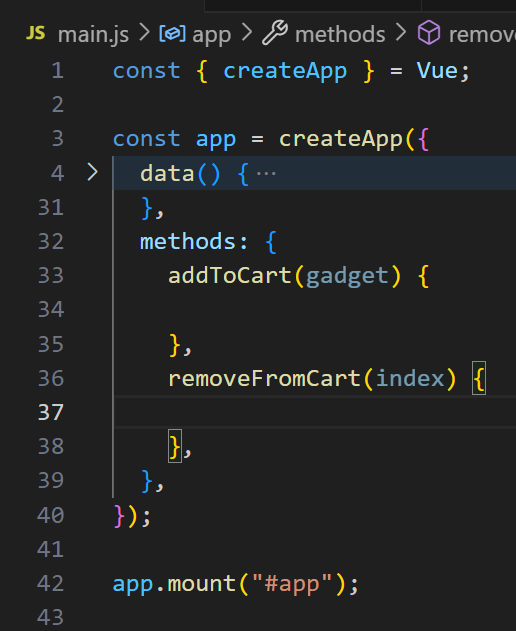 JS main.js > app > methods > remove
1 const { createApp } = Vue;
2
3 const app = createApp({
4 > data() { ···
31 },
32 methods: {
33 addToCart(gadget) {
34
35 },
36 removeFromCart(index) {
37
38 },
39 },
40 });
41
42 app.mount("#app");
43